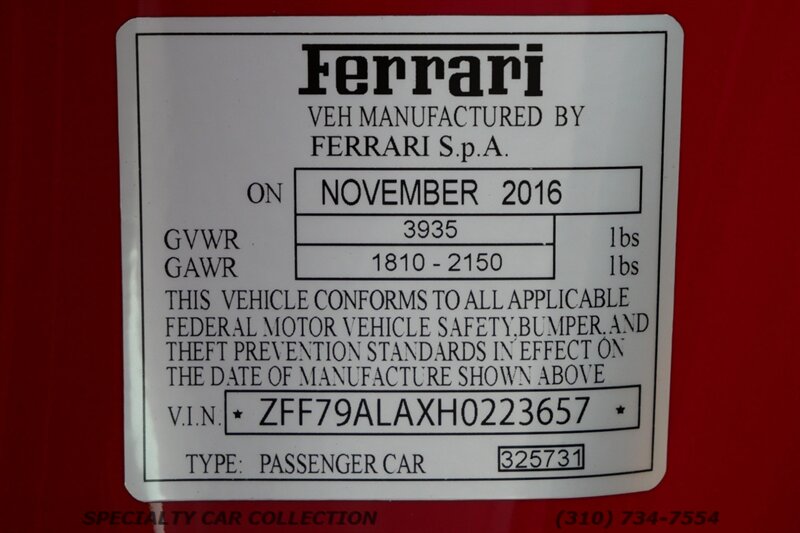 Ferrari
VEH MANUFACTURED BY
FERRARI S.p.A.
ON NOVEMBER 2016
GVWR 3935 lbs
GAWR 1810 - 2150 lbs
THIS VEHICLE CONFORMS TO ALL APPLICABLE
FEDERAL MOTOR VEHICLE SAFETY,BUMPER,AND
THEFT PREVENTION STANDARDS IN EFFECT ON
THE DATE OF MANUFACTURE SHOWN ABOVE
V.I.N. * ZFF79ALAXH0223657 *
TYPE: PASSENGER CAR 325731
SPECIALTY CAR COLLECTION (310) 734-7554